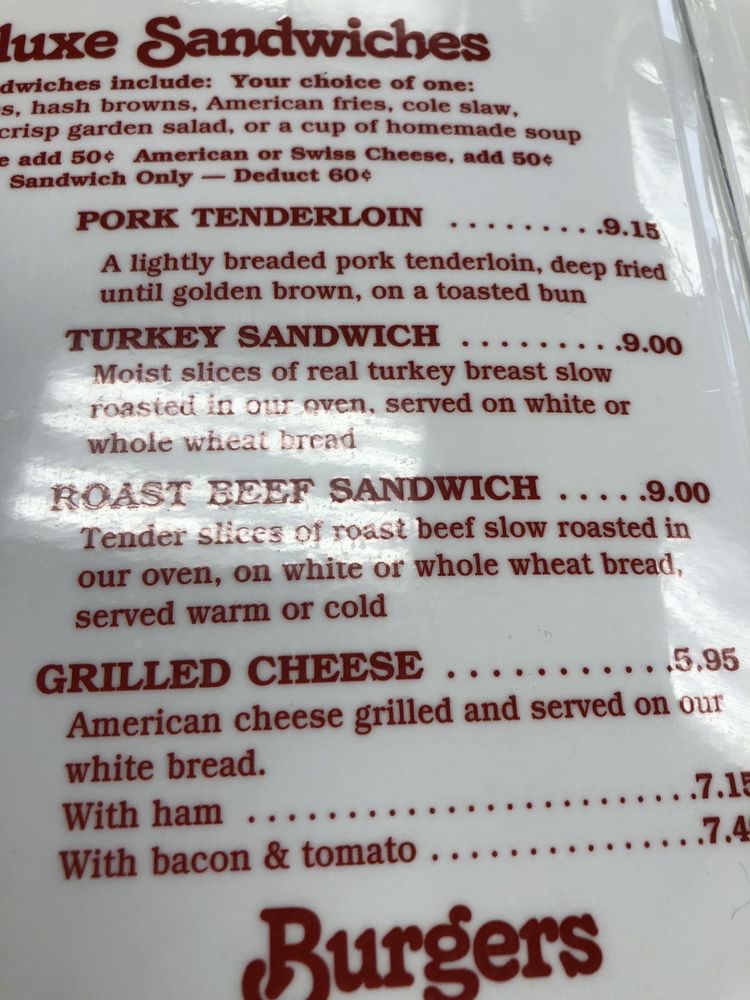 luxe Sandwiches
dwiches include: Your choice of one:
s, hash browns, American fries, cole slaw,
crisp garden salad, or a cup of homemade soup
e add 50¢ American or Swiss Cheese, add 50¢
Sandwich Only — Deduct 60¢
PORK TENDERLOIN .........9.15
A lightly breaded pork tenderloin, deep fried
until golden brown, on a toasted bun
TURKEY SANDWICH .........9.00
Moist slices of real turkey breast slow
roasted in our oven, served on white or
whole wheat bread
ROAST BEEF SANDWICH .....9.00
Tender slices of roast beef slow roasted in
our oven, on white or whole wheat bread,
served warm or cold
GRILLED CHEESE ............5.95
American cheese grilled and served on our
white bread.
With ham .........................7.15
With bacon & tomato ...............7.4
Burgers